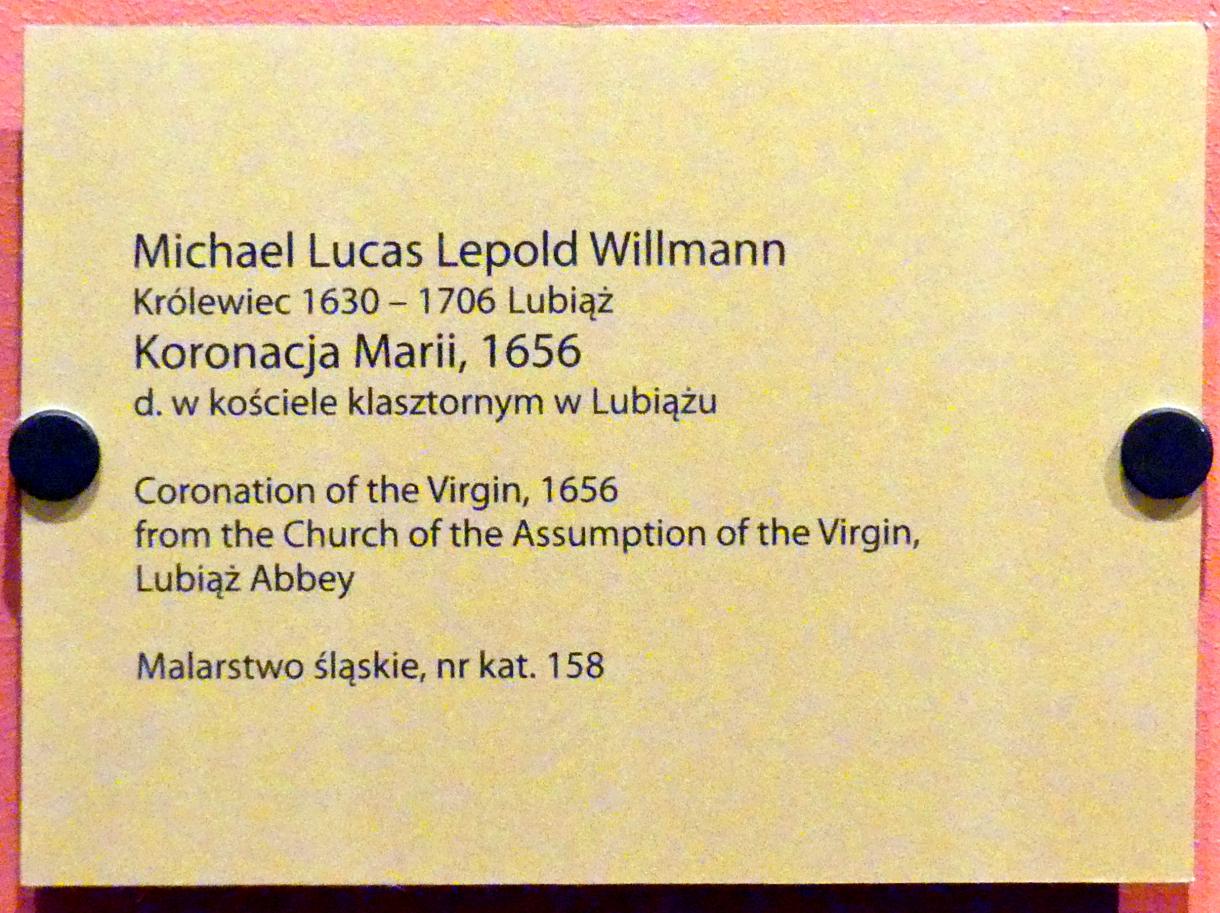 Michael Lucas Lepold Willmann
Królewiec 1630 – 1706 Lubiąż
Koronacja Marii, 1656
d. w kościele klasztornym w Lubiążu
Coronation of the Virgin, 1656
from the Church of the Assumption of the Virgin,
Lubiąż Abbey
Malarstwo śląskie, nr kat. 158